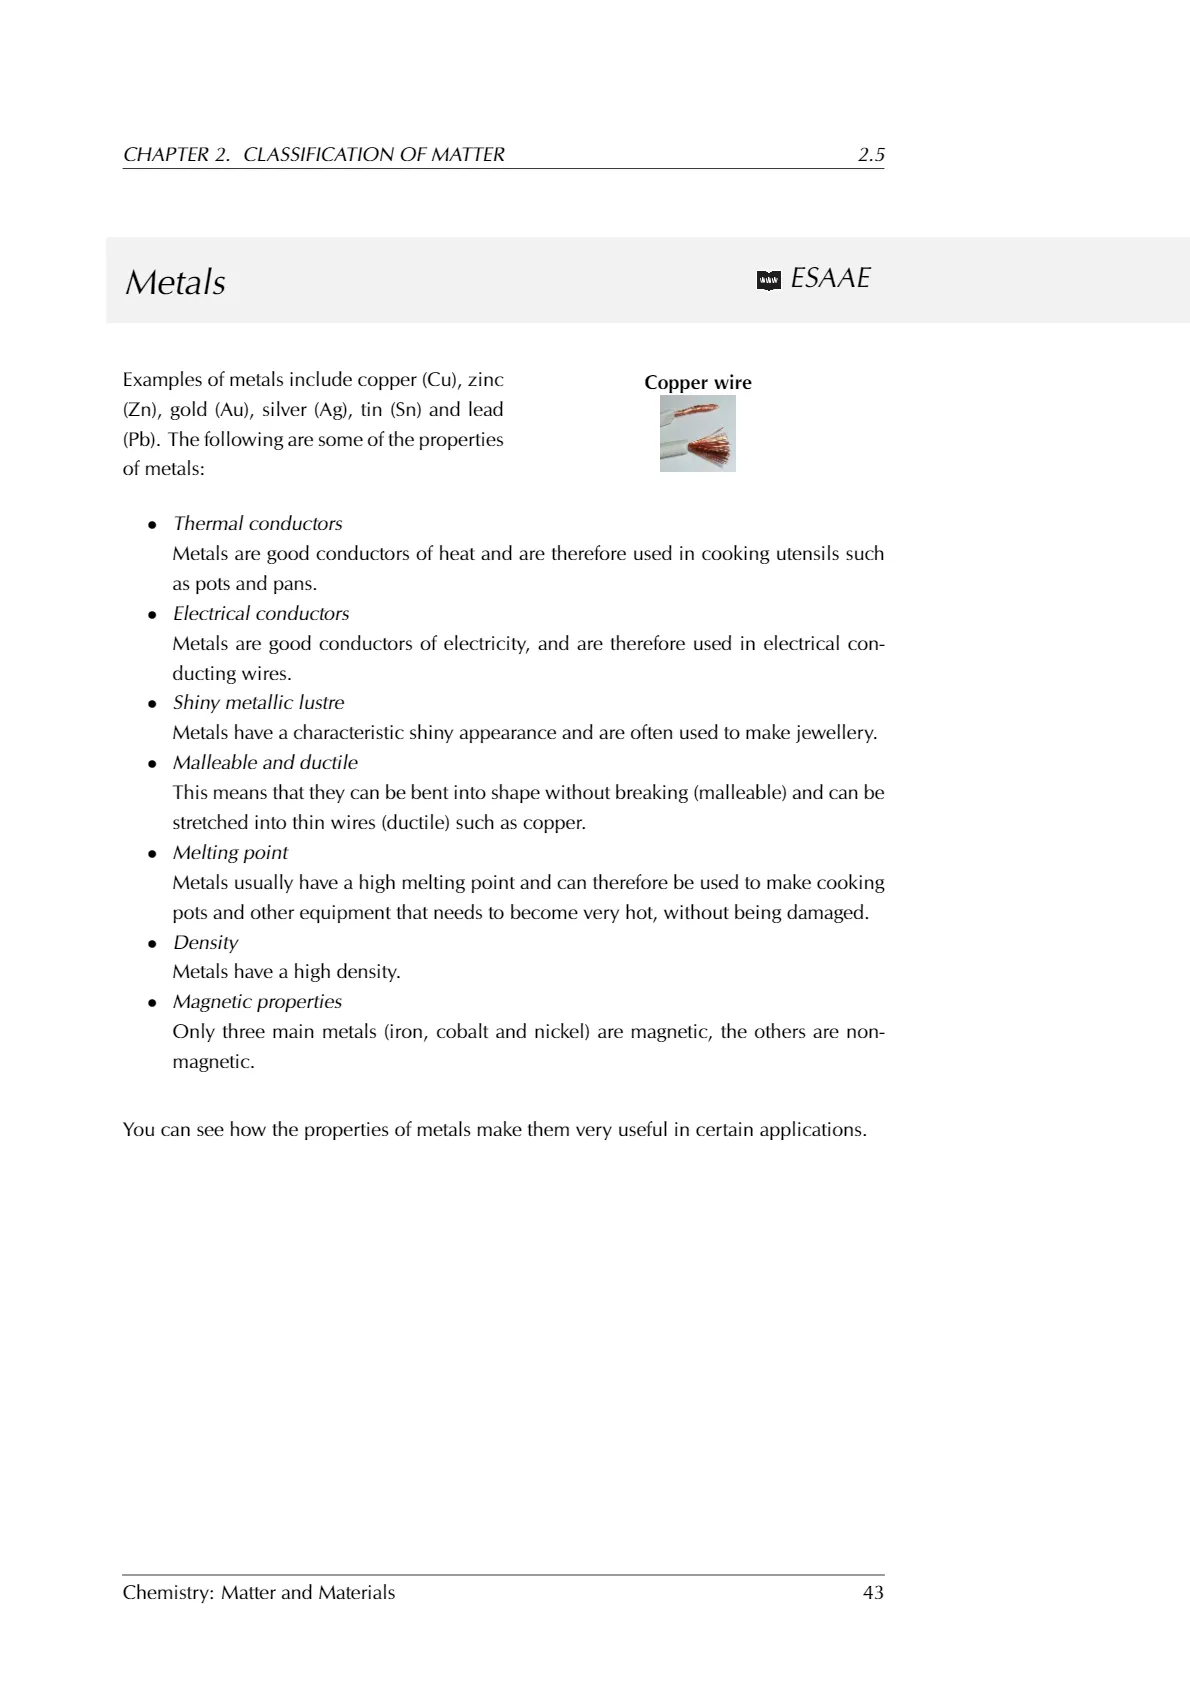 CHAPTER 2. CLASSIFICATION OF MATTER 2.5
Metals
www ESAAE
Examples of metals include copper (Cu), zinc
(Zn), gold (Au), silver (Ag), tin (Sn) and lead
(Pb). The following are some of the properties
of metals:
Copper wire
• Thermal conductors
Metals are good conductors of heat and are therefore used in cooking utensils such
as pots and pans.
• Electrical conductors
Metals are good conductors of electricity, and are therefore used in electrical con-
ducting wires.
• Shiny metallic lustre
Metals have a characteristic shiny appearance and are often used to make jewellery.
• Malleable and ductile
This means that they can be bent into shape without breaking (malleable) and can be
stretched into thin wires (ductile) such as copper.
• Melting point
Metals usually have a high melting point and can therefore be used to make cooking
pots and other equipment that needs to become very hot, without being damaged.
• Density
Metals have a high density.
• Magnetic properties
Only three main metals (iron, cobalt and nickel) are magnetic, the others are non-
magnetic.
You can see how the properties of metals make them very useful in certain applications.
Chemistry: Matter and Materials 43